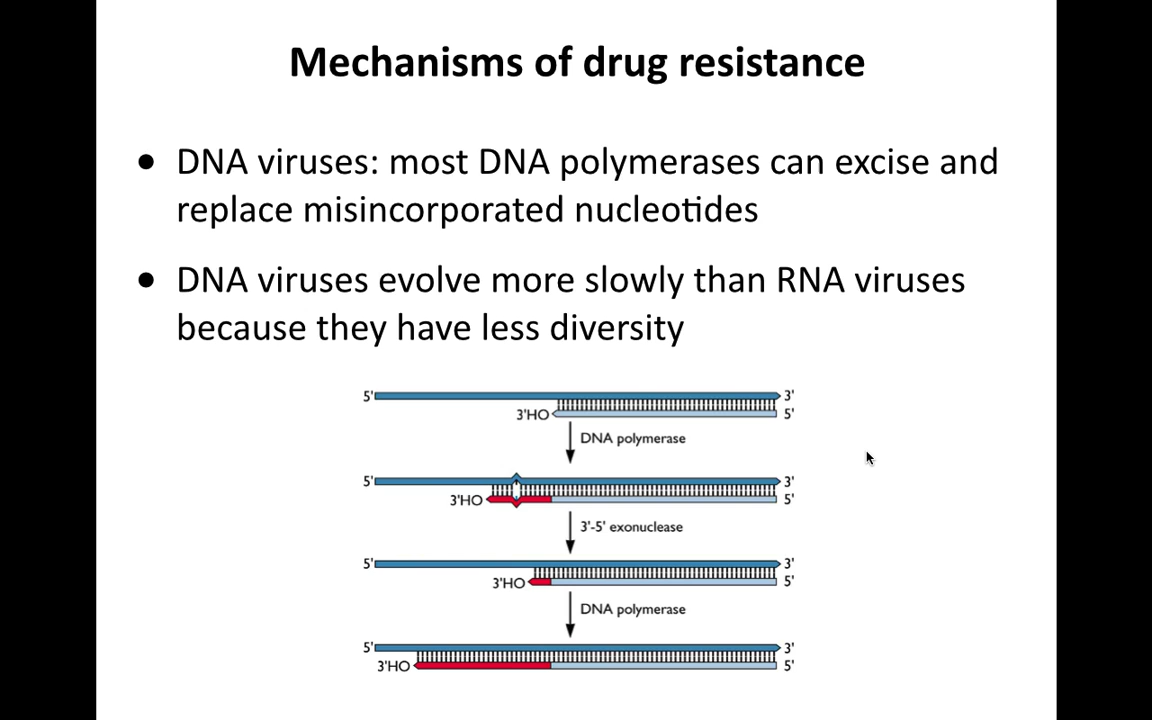 Mechanisms of drug resistance
● DNA viruses: most DNA polymerases can excise and
replace misincorporated nucleotides
● DNA viruses evolve more slowly than RNA viruses
because they have less diversity
5' 3'
3'HO 5'
DNA polymerase
5' 3'
3'HO 5'
3'-5' exonuclease
5' 3'
3'HO 5'
DNA polymerase
5' 3'
3'HO 5'